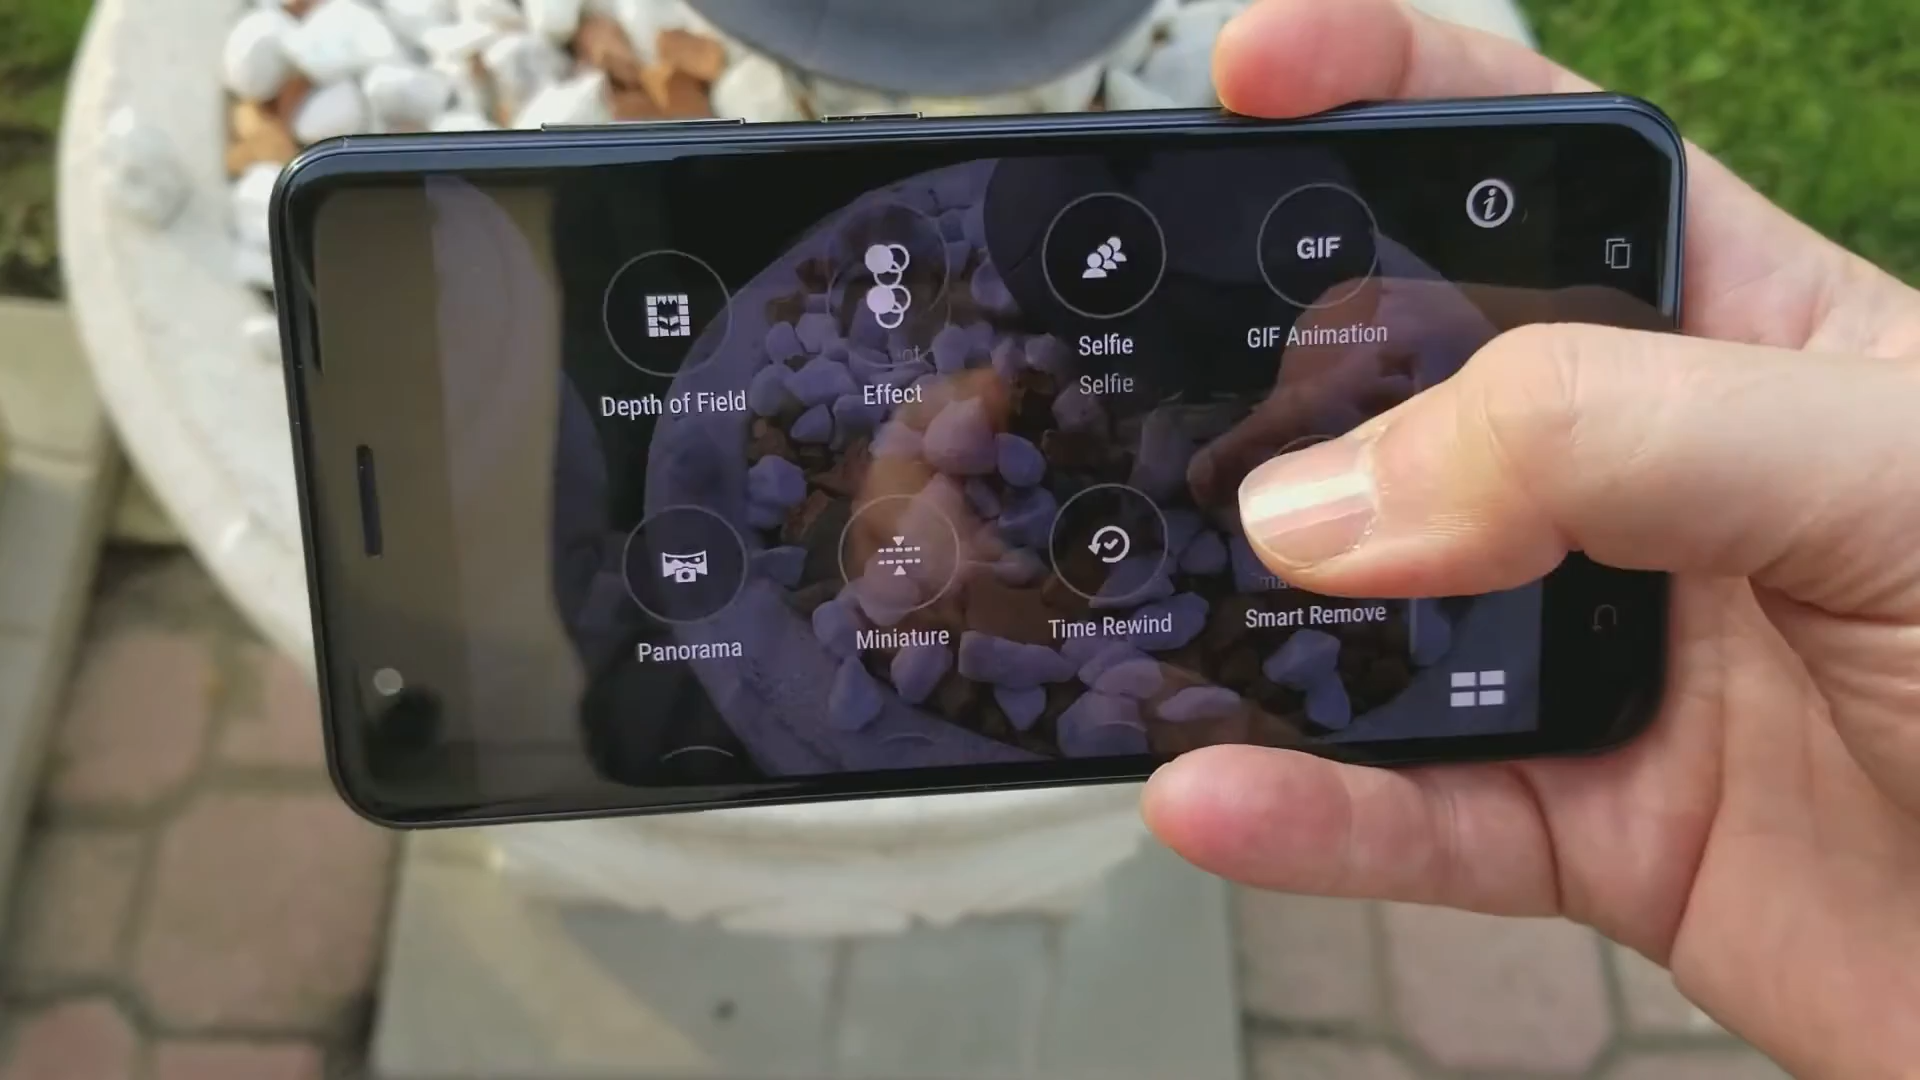 GIF
Selfie
GIF Animation
Selfie
Depth of Field
Effect
Panorama
Miniature
Time Rewind
Smart Remove